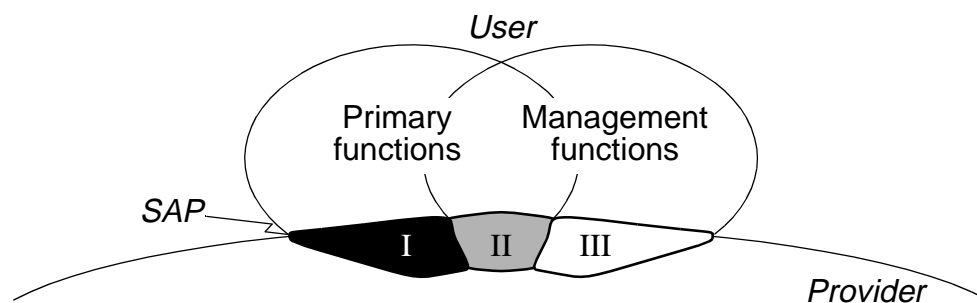 User
Primary
functions
Management
functions
SAP
I
II
III
Provider